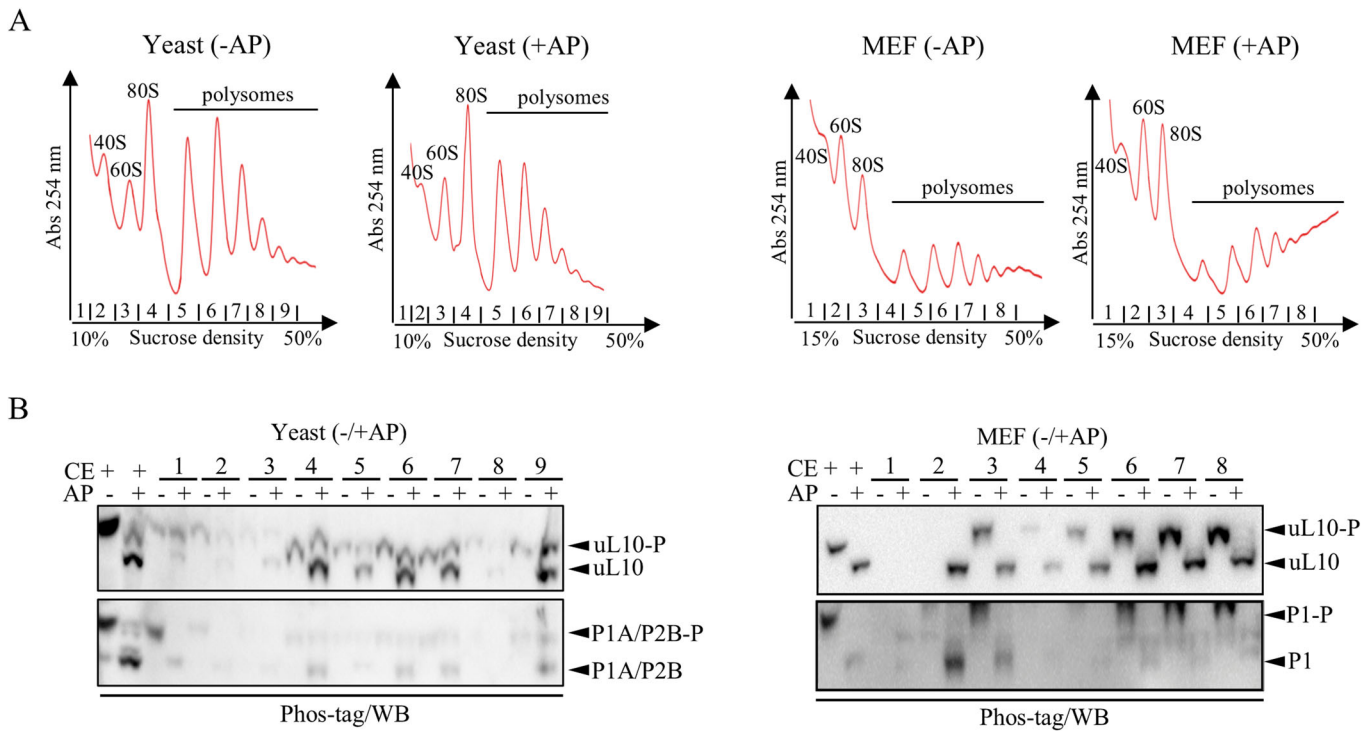 A
Yeast (-AP)
Yeast (+AP)
MEF (-AP)
MEF (+AP)
Abs 254 nm
40S
60S
80S
polysomes
1 2 3 4 5 6 7 8 9
10% Sucrose density 50%
Abs 254 nm
40S
60S
80S
polysomes
1 2 3 4 5 6 7 8 9
10% Sucrose density 50%
Abs 254 nm
40S
60S
80S
polysomes
1 2 3 4 5 6 7 8
15% Sucrose density 50%
Abs 254 nm
40S
60S
80S
polysomes
1 2 3 4 5 6 7 8
15% Sucrose density 50%
B
Yeast (-/+AP)
CE + + 1 2 3 4 5 6 7 8 9
AP - + - + - + - + - + - + - + - + - + - +
uL10-P
uL10
P1A/P2B-P
P1A/P2B
Phos-tag/WB
MEF (-/+AP)
CE + + 1 2 3 4 5 6 7 8
AP - + - + - + - + - + - + - + - + - +
uL10-P
uL10
P1-P
P1
Phos-tag/WB